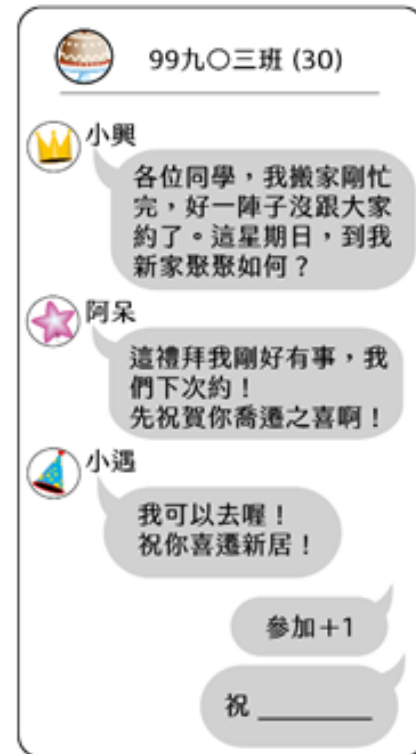 99九〇三班 (30)
小興
各位同學，我搬家剛忙
完，好一陣子沒跟大家
約了。這星期日，到我
新家聚聚如何？
阿呆
這禮拜我剛好有事，我
們下次約！
先祝賀你喬遷之喜啊！
小遇
我可以去喔！
祝你喜遷新居！
參加＋1
祝 ________